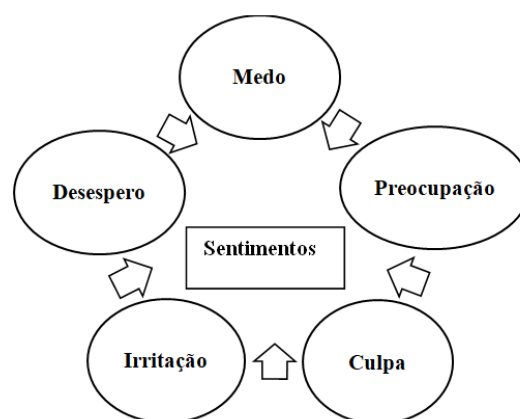 Medo
Desespero
Preocupação
Sentimentos
Irritação
Culpa